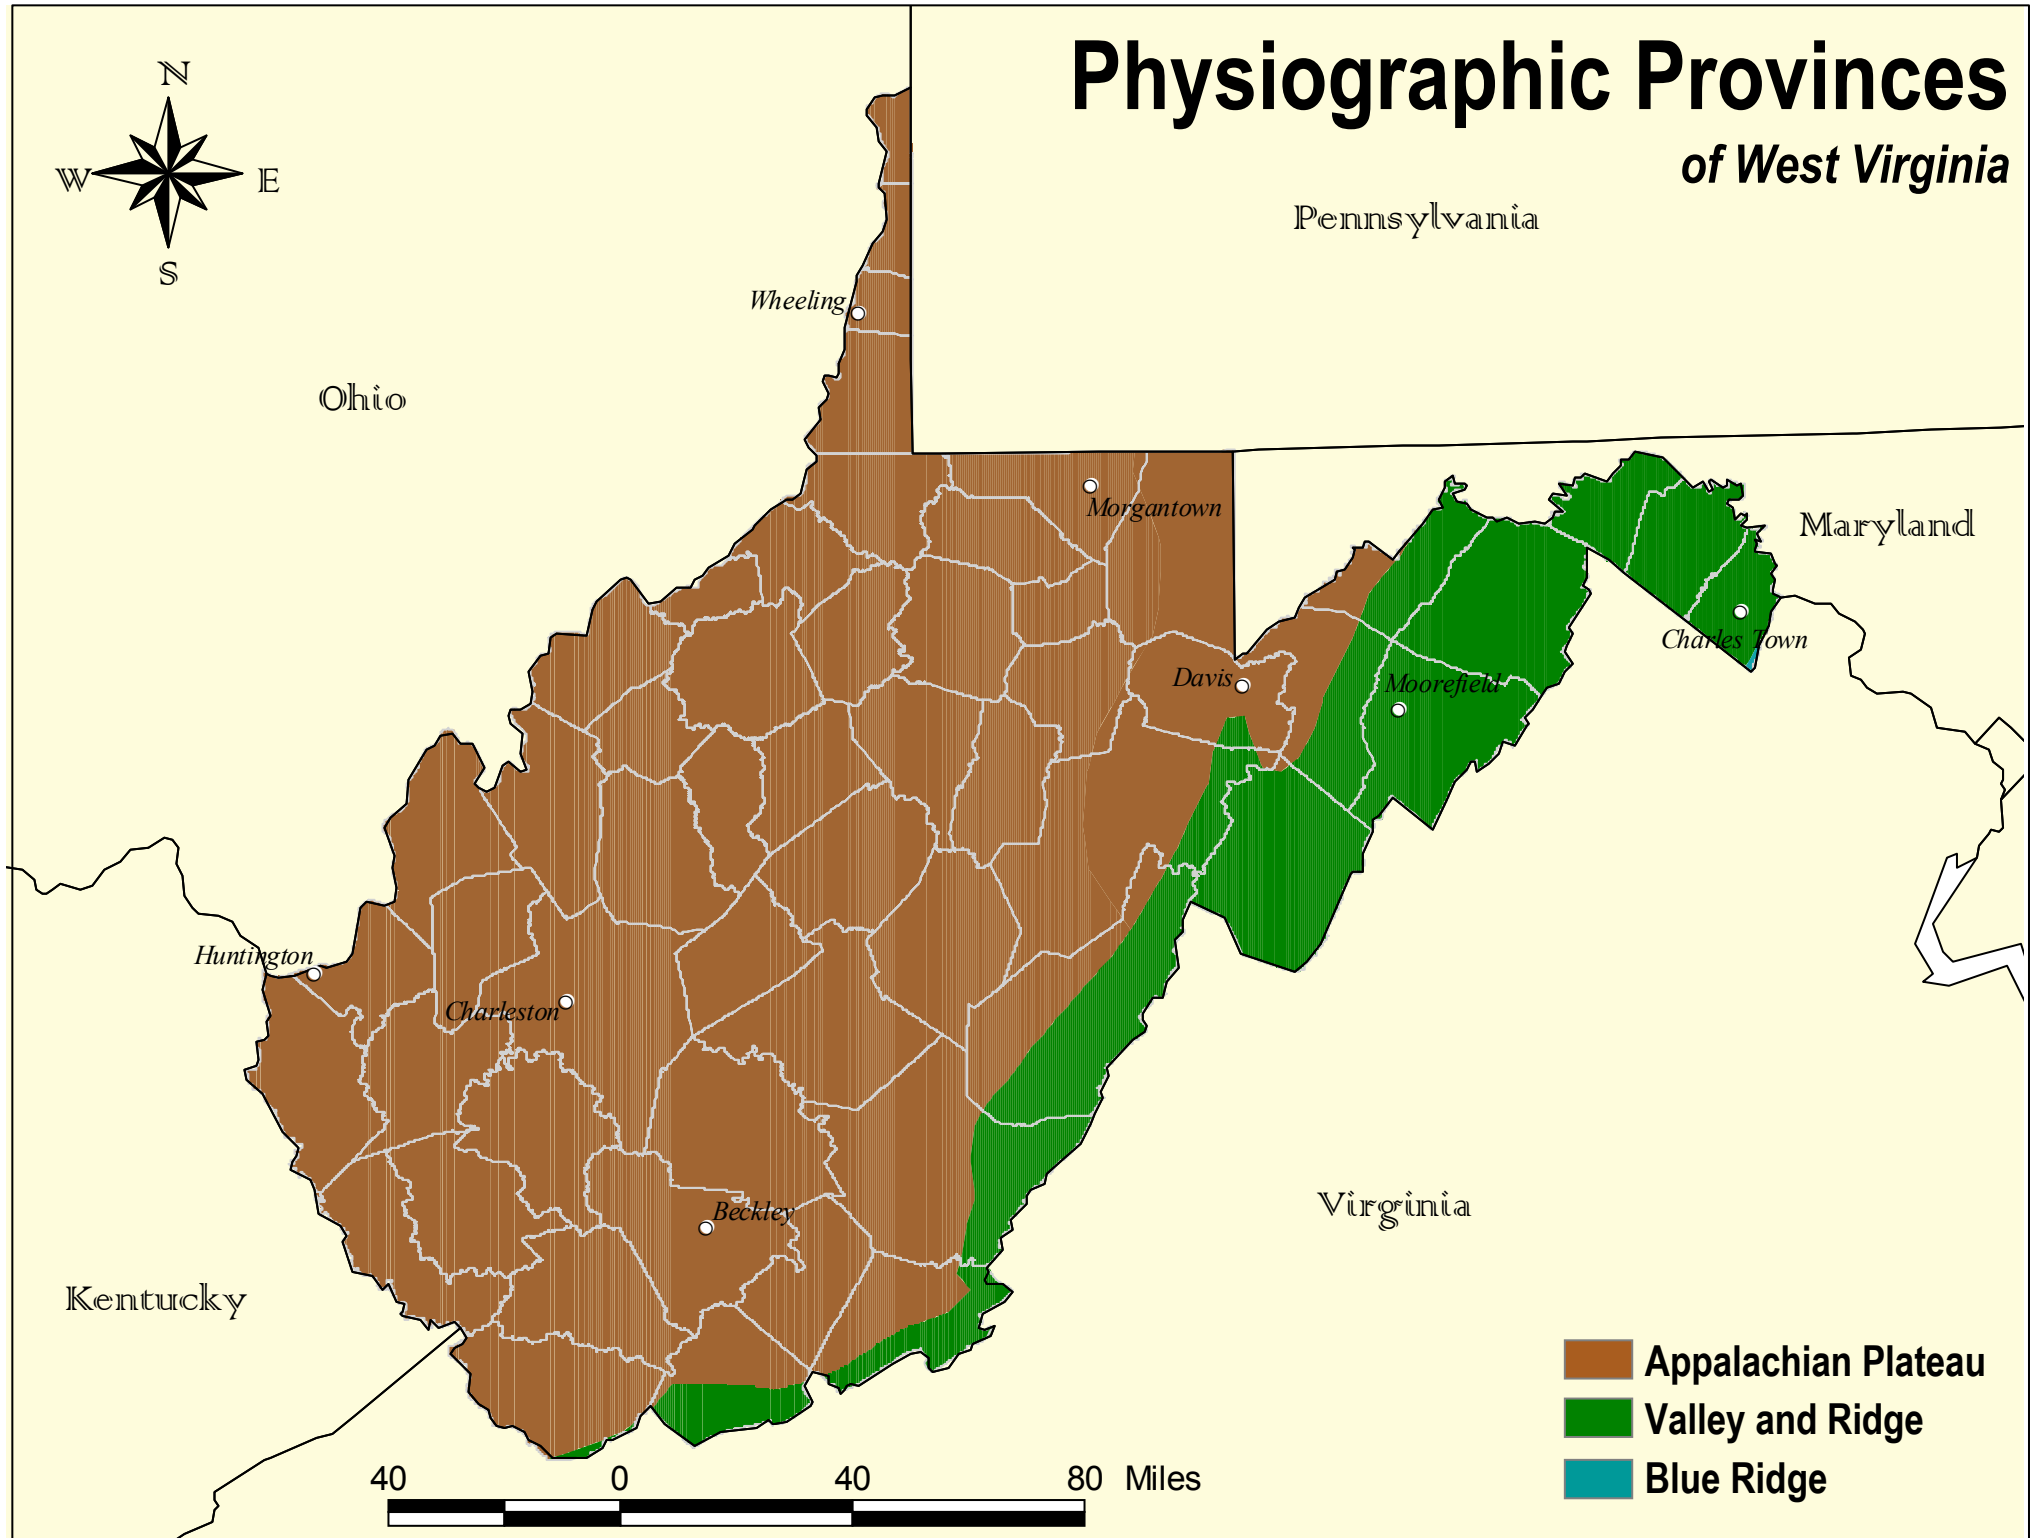 Physiographic Provinces
of West Virginia
N
W
E
S
Pennsylvania
Wheeling
Ohio
Morgantown
Maryland
Charles Town
Davis
Moorefield
Huntington
Charleston
Virginia
Beckley
Kentucky
Appalachian Plateau
Valley and Ridge
Blue Ridge
40 0 40 80 Miles